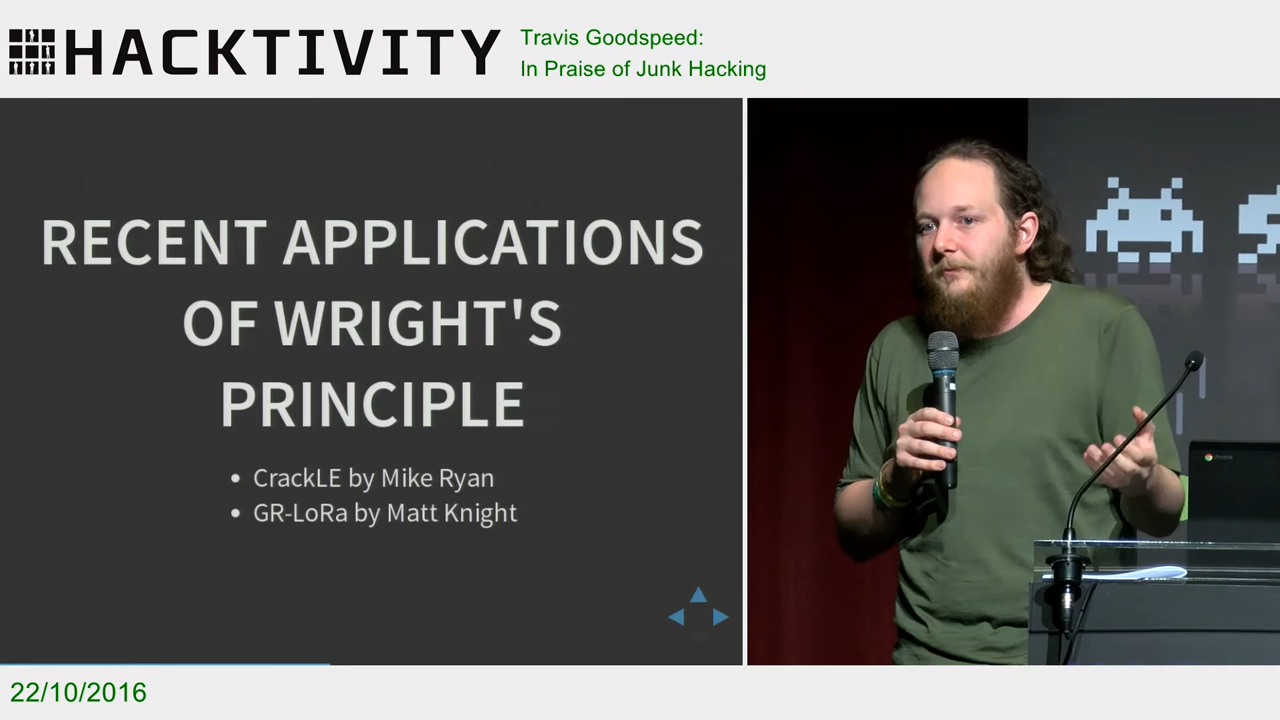 HACKTIVITY
Travis Goodspeed:
In Praise of Junk Hacking
RECENT APPLICATIONS
OF WRIGHT'S
PRINCIPLE
• CrackLE by Mike Ryan
• GR-LoRa by Matt Knight
chrome
22/10/2016